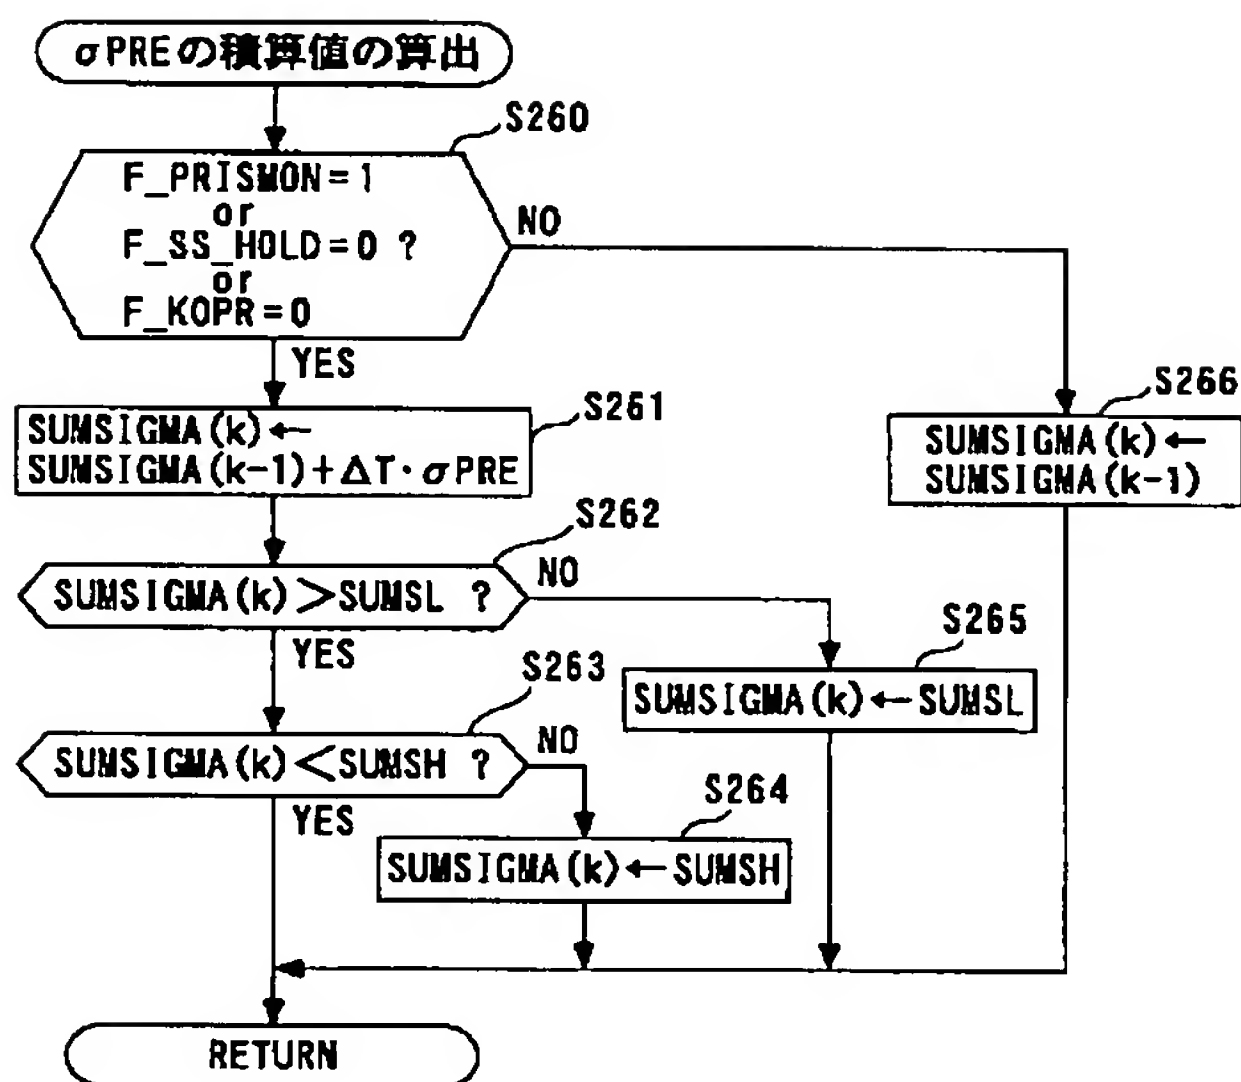 σPREの積算値の算出
S260
F_PRISMON=1
or
F_SS_HOLD=0 ?
or
F_KOPR=0
NO
YES
S261
SUMSIGMA(k)←
SUMSIGMA(k-1)+ΔT·σPRE
S266
SUMSIGMA(k)←
SUMSIGMA(k-1)
S262
SUMSIGMA(k)>SUMSL ?
NO
YES
S265
SUMSIGMA(k)←SUMSL
S263
SUMSIGMA(k)<SUMSH ?
NO
YES
S264
SUMSIGMA(k)←SUMSH
RETURN